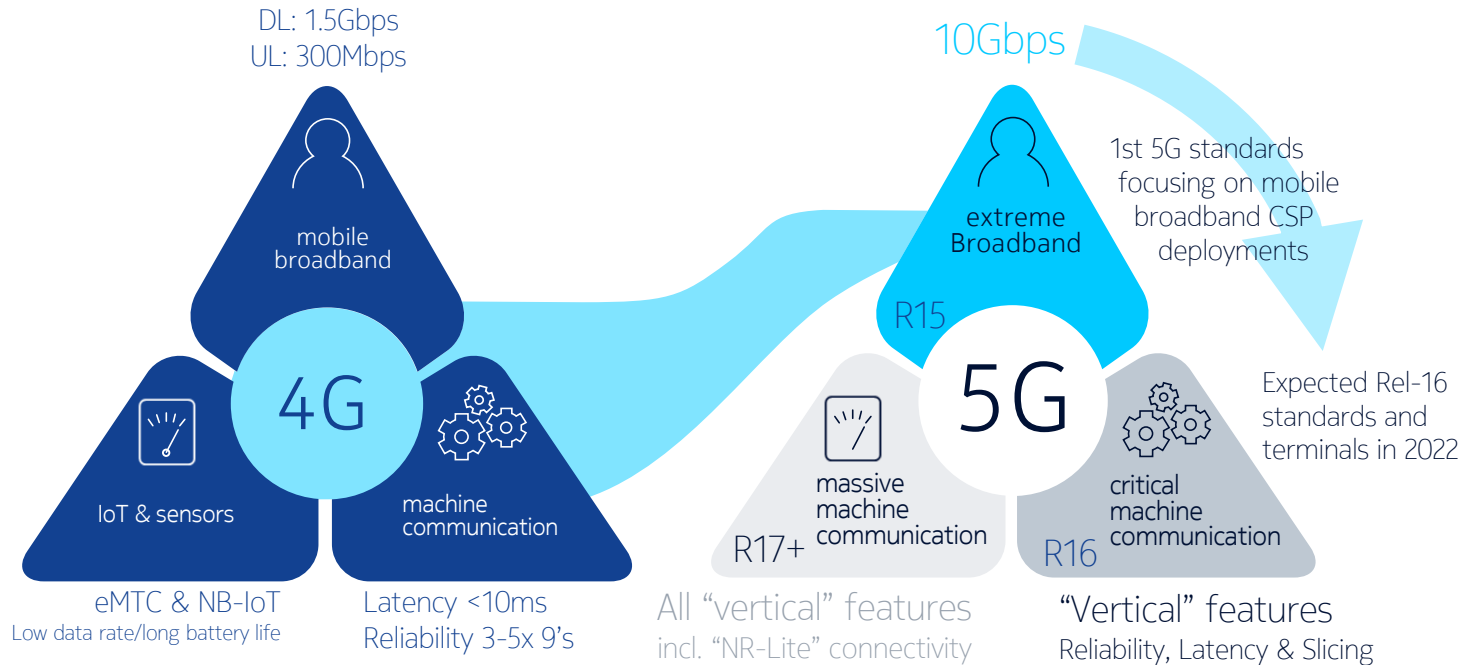 DL: 1.5Gbps
UL: 300Mbps
mobile
broadband
4G
IoT & sensors
machine
communication
eMTC & NB-IoT
Low data rate/long battery life
Latency <10ms
Reliability 3-5x 9’s
10Gbps
1st 5G standards
focusing on mobile
broadband CSP
deployments
extreme
Broadband
R15
5G
Expected Rel-16
standards and
terminals in 2022
massive
machine
communication
R17+
critical
machine
communication
R16
All “vertical” features
incl. “NR-Lite” connectivity
“Vertical” features
Reliability, Latency & Slicing